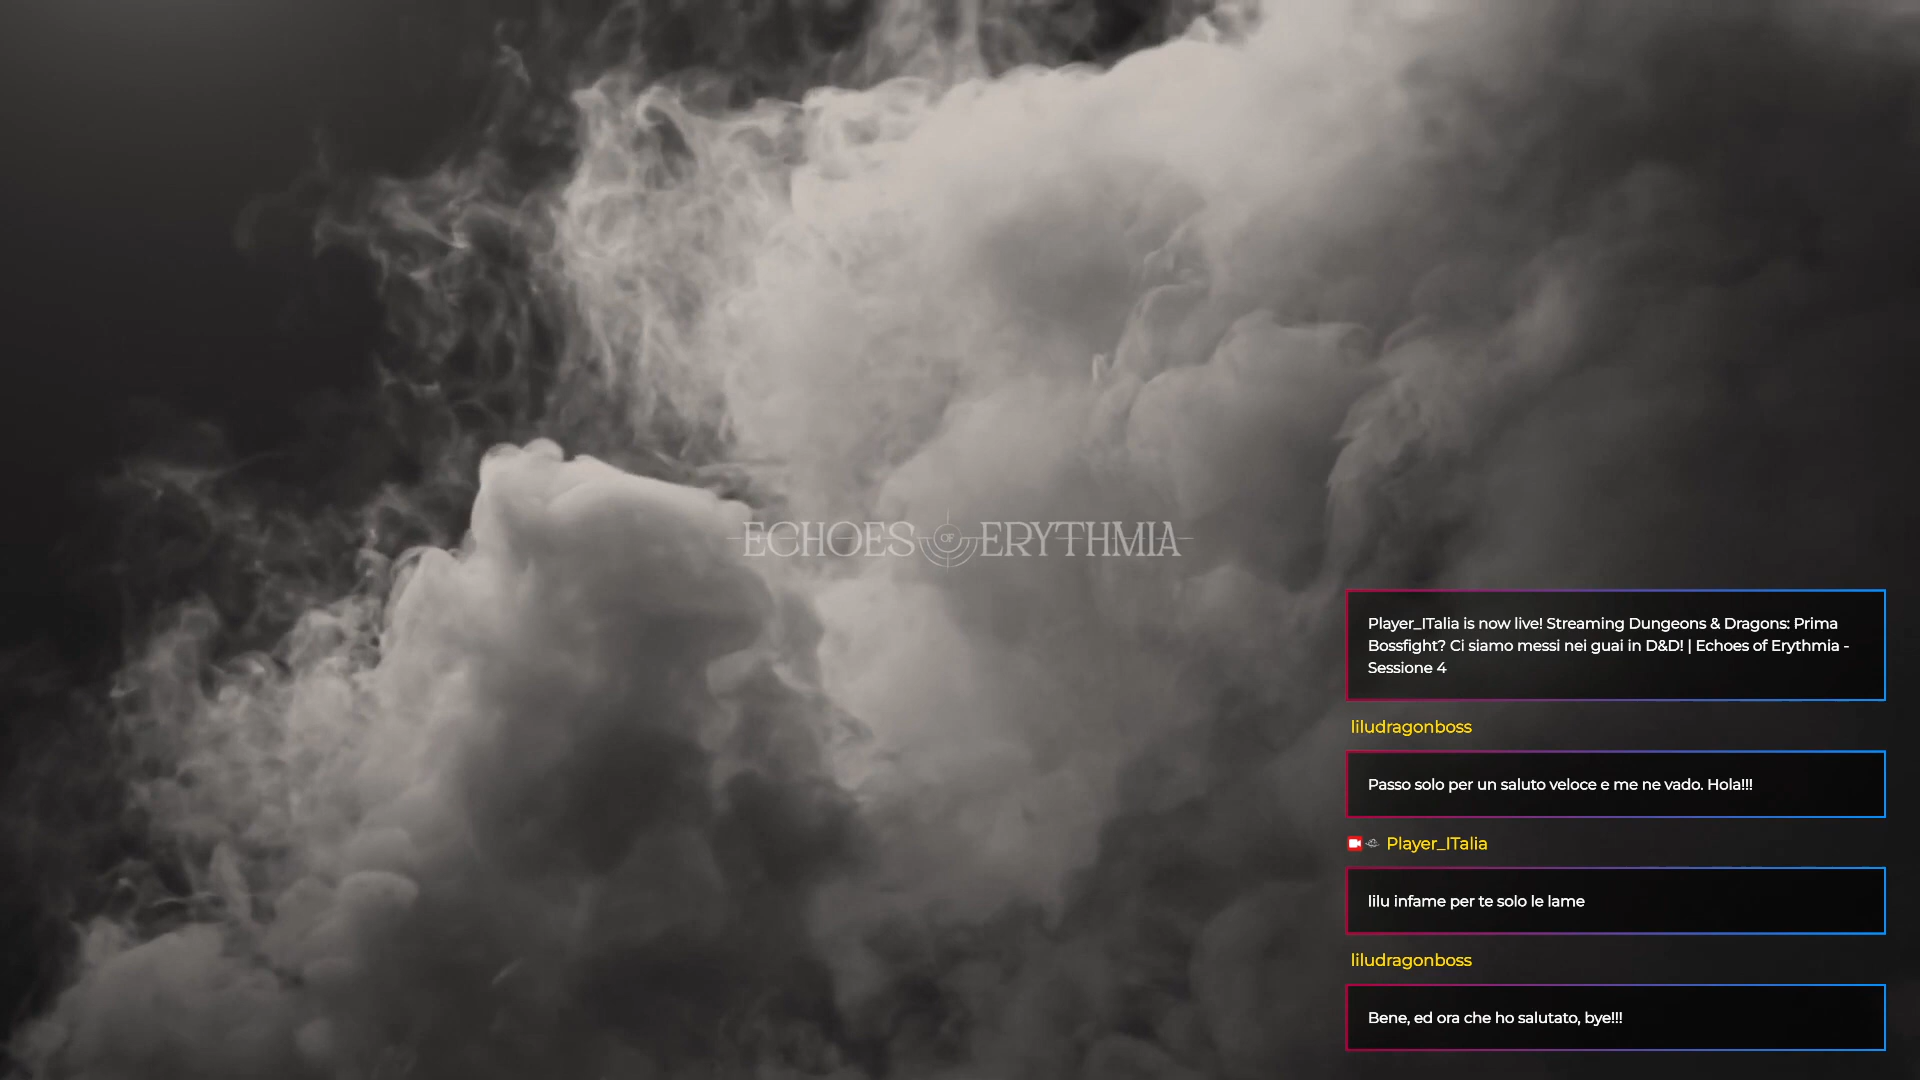 ECHOES OF ERYTHMIA
Player_ITalia is now live! Streaming Dungeons & Dragons: Prima
Bossfight? Ci siamo messi nei guai in D&D! | Echoes of Erythmia -
Sessione 4
liludragonboss
Passo solo per un saluto veloce e me ne vado. Hola!!!
Player_ITalia
lilu infame per te solo le lame
liludragonboss
Bene, ed ora che ho salutato, bye!!!